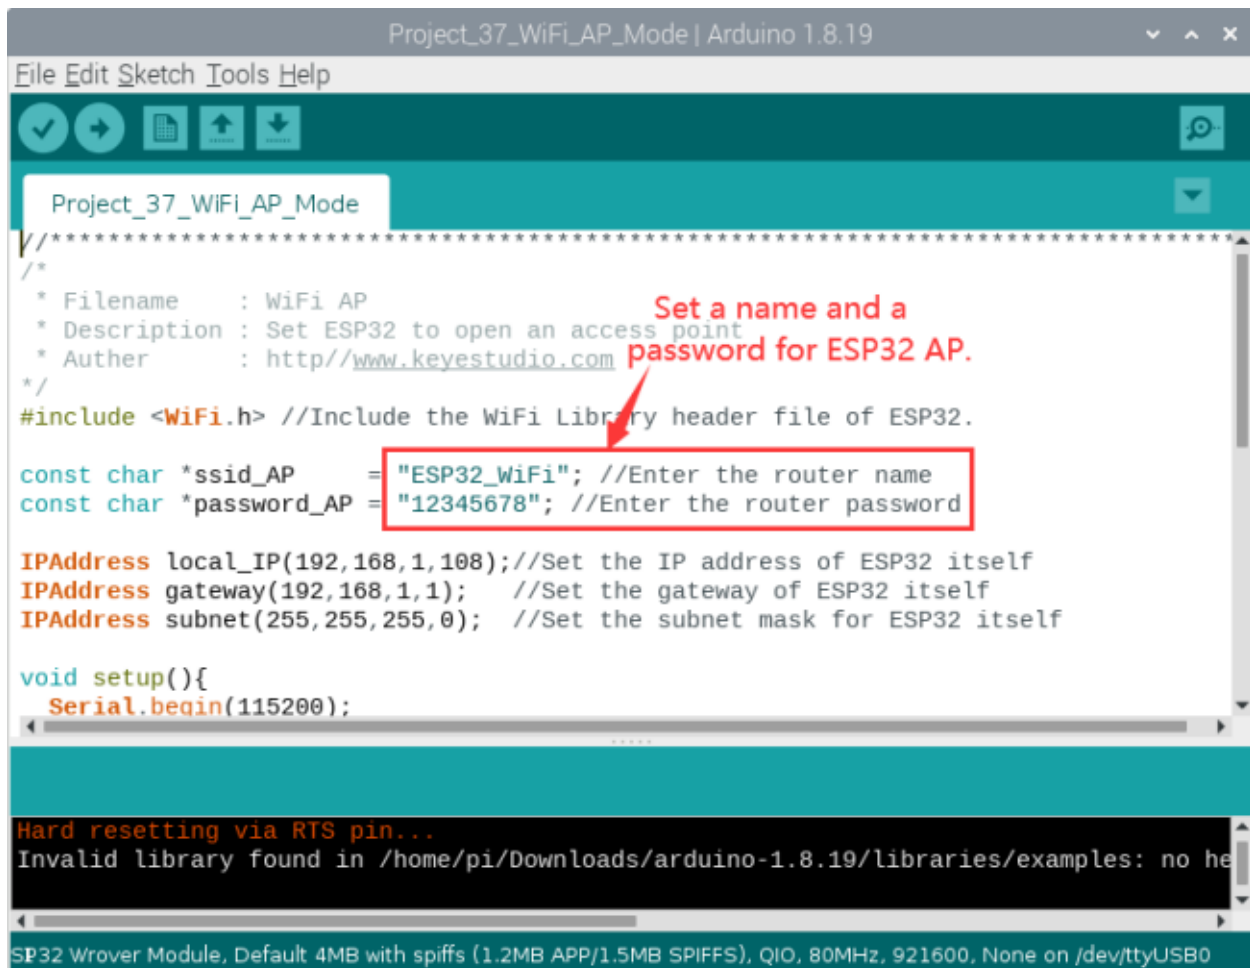 Project_37_WiFi_AP_Mode | Arduino 1.8.19
File Edit Sketch Tools Help
Project_37_WiFi_AP_Mode
//*********************************************************************************
/*
* Filename : WiFi AP
* Description : Set ESP32 to open an access point
* Auther : http//www.keyestudio.com
*/
Set a name and a
password for ESP32 AP.
#include <WiFi.h> //Include the WiFi Library header file of ESP32.
const char *ssid_AP = "ESP32_WiFi"; //Enter the router name
const char *password_AP = "12345678"; //Enter the router password
IPAddress local_IP(192,168,1,108);//Set the IP address of ESP32 itself
IPAddress gateway(192,168,1,1); //Set the gateway of ESP32 itself
IPAddress subnet(255,255,255,0); //Set the subnet mask for ESP32 itself
void setup(){
Serial.begin(115200);
Hard resetting via RTS pin...
Invalid library found in /home/pi/Downloads/arduino-1.8.19/libraries/examples: no he
32 Wrover Module, Default 4MB with spiffs (1.2MB APP/1.5MB SPIFFS), QIO, 80MHz, 921600, None on /dev/ttyUSB0